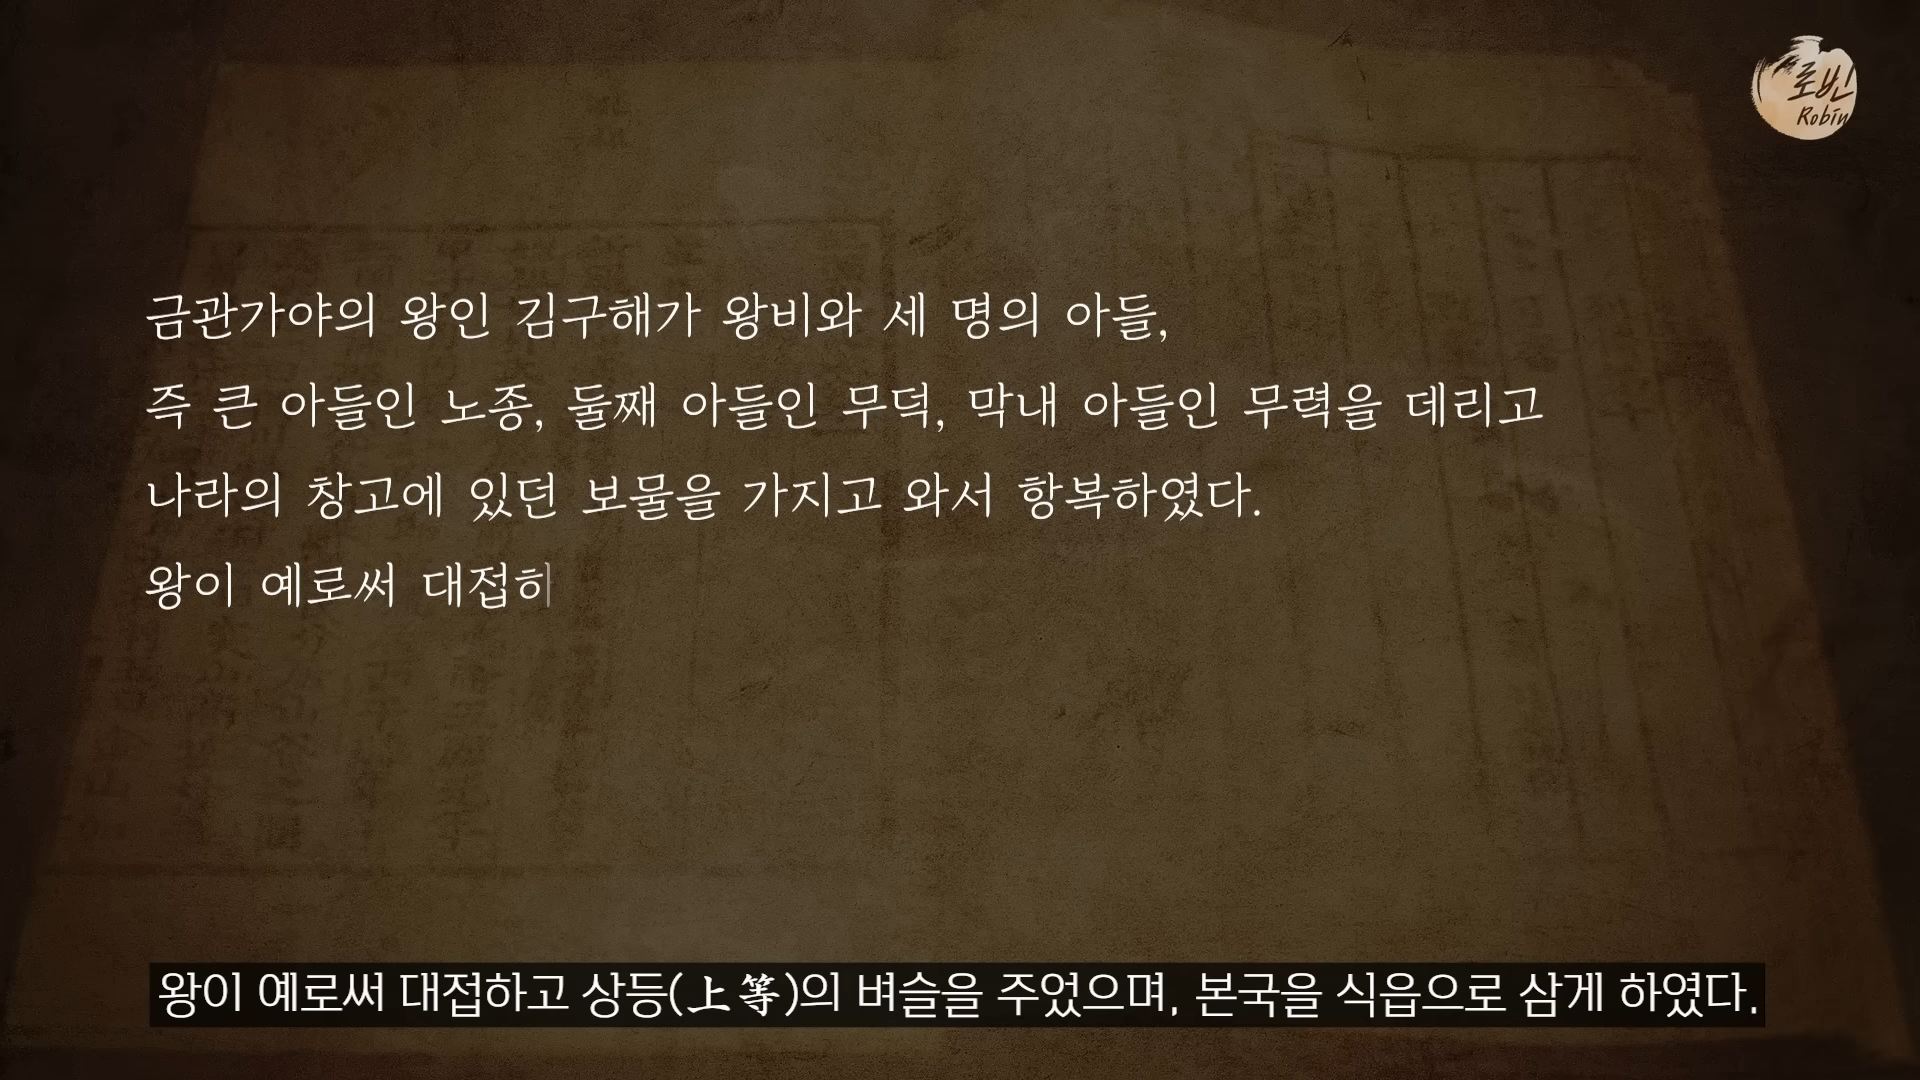 로빈
Robin
금관가야의 왕인 김구해가 왕비와 세 명의 아들,
즉 큰 아들인 노종, 둘째 아들인 무덕, 막내 아들인 무력을 데리고
나라의 창고에 있던 보물을 가지고 와서 항복하였다.
왕이 예로써 대접하
왕이 예로써 대접하고 상등(上等)의 벼슬을 주었으며, 본국을 식읍으로 삼게 하였다.